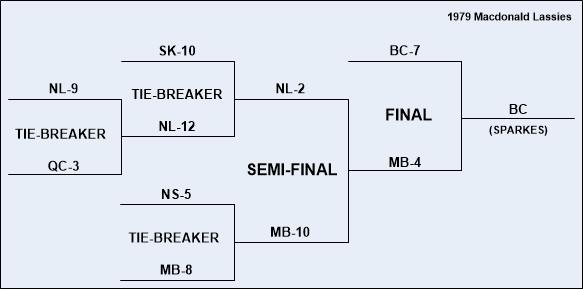 1979 Macdonald Lassies
SK-10
BC-7
TIE-BREAKER
NL-9
NL-2
BC
FINAL
(SPARKES)
TIE-BREAKER
NL-12
QC-3
SEMI-FINAL
MB-4
NS-5
TIE-BREAKER
MB-10
MB-8